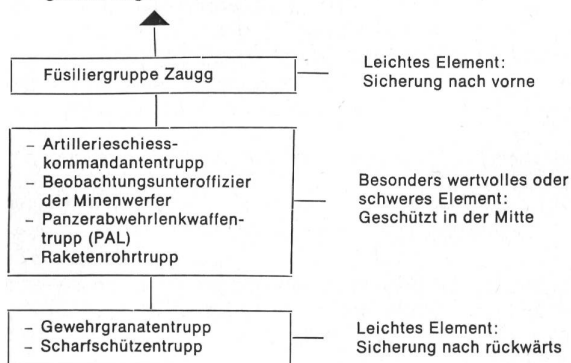 Füsiliergruppe Zaugg
Leichtes Element:
Sicherung nach vorne
– Artillerieschiess-
kommandantentrupp
– Beobachtungsunteroffizier
der Minenwerfer
– Panzerabwehrlenkwaffen-
trupp (PAL)
– Raketenrohrtrupp
Besonders wertvolles oder
schweres Element:
Geschützt in der Mitte
– Gewehrgranatentrupp
– Scharfschützentrupp
Leichtes Element:
Sicherung nach rückwärts